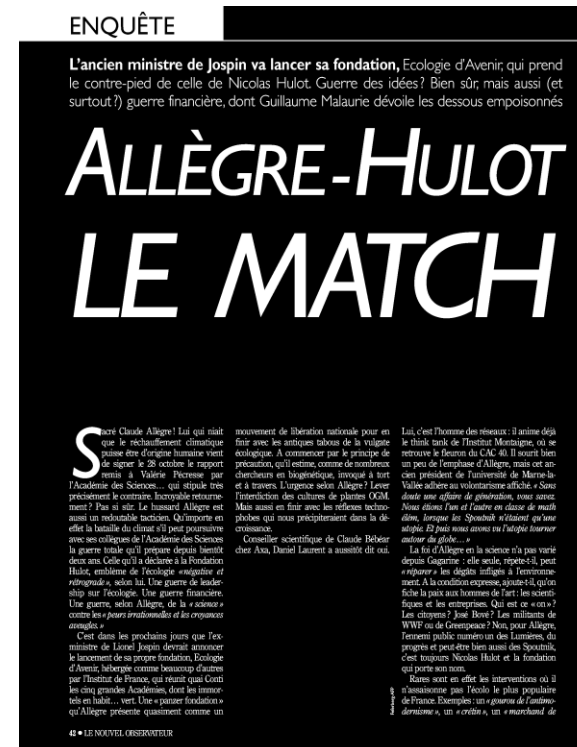 ENQUÊTE
L'ancien ministre de Jospin va lancer sa fondation, Ecologie d'Avenir, qui prend
le contre-pied de celle de Nicolas Hulot. Guerre des idées? Bien sûr, mais aussi (et
surtout?) guerre financière, dont Guillaume Malaurie dévoile les dessous empoisonnés
ALLÈGRE-HULOT
LE MATCH
Sacré Claude Allègre! Lui qui niait
que le réchauffement climatique
puisse être d'origine humaine vient
de signer le 28 octobre le rapport
remis à Valérie Pécresse par
l'Académie des Sciences... qui stipule très
précisément le contraire. Incroyable retourne-
ment? Pas si sûr. Le hussard Allègre est
aussi un redoutable tacticien. Qu'importe en
effet la bataille du climat s'il peut poursuivre
avec ses collègues de l'Académie des Sciences
la guerre totale qu'il prépare depuis bientôt
deux ans. Celle qu'il a déclarée à la Fondation
Hulot, emblème de l'écologie «négative et
rétrograde», selon lui. Une guerre de leader-
ship sur l'écologie. Une guerre financière.
Une guerre, selon Allègre, de la «science»
contre les «peurs irrationnelles et les croyances
aveugles.»
C'est dans les prochains jours que l'ex-
ministre de Lionel Jospin devrait annoncer
le lancement de sa propre fondation, Ecologie
d'Avenir, hébergée comme beaucoup d'autres
par l'Institut de France, qui réunit quai Conti
les cinq grandes Académies, dont les immor-
tels en habit... vert. Une «panzer fondation»
qu'Allègre présente quasiment comme un
mouvement de libération nationale pour en
finir avec les antiques tabous de la vulgate
écologique. A commencer par le principe de
précaution, qu'il estime, comme de nombreux
chercheurs en biogénétique, invoqué à tort
et à travers. L'urgence selon Allègre? Lever
l'interdiction des cultures de plantes OGM.
Mais aussi en finir avec les réflexes techno-
phobes qui nous précipiteraient dans la dé-
croissance.
Conseiller scientifique de Claude Bébéar
chez Axa, Daniel Laurent a aussitôt dit oui.
Lui, c'est l'homme des réseaux : il anime déjà
le think tank de l'Institut Montaigne, où se
retrouve le fleuron du CAC 40. Il sourit bien
un peu de l'emphase d'Allègre, mais cet an-
cien président de l'université de Marne-la-
Vallée adhère au volontarisme affiché. «Sans
doute une affaire de génération, vous savez.
Nous étions l'un et l'autre en classe de math
élém, lorsque les Spoutnik n'étaient qu'une
utopie. Et puis nous avons vu l'utopie tourner
autour du globe...»
La foi d'Allègre en la science n'a pas varié
depuis Gagarine : elle seule, répète-t-il, peut
«réparer» les dégâts infligés à l'environne-
ment. A la condition expresse, ajoute-t-il, qu'on
fiche la paix aux hommes de l'art : les scienti-
fiques et les entreprises. Qui est ce «on»?
Les citoyens? José Bové? Les militants de
WWF ou de Greenpeace? Non, pour Allègre,
l'ennemi public numéro un des Lumières, du
progrès et peut-être bien aussi des Spoutnik,
c'est toujours Nicolas Hulot et la fondation
qui porte son nom.
Rares sont en effet les interventions où il
n'assaisonne pas l'écolo le plus populaire
de France. Exemples : un «gourou de l'antimo-
dernisme», un «crétin», un «marchand de
42 • LE NOUVEL OBSERVATEUR